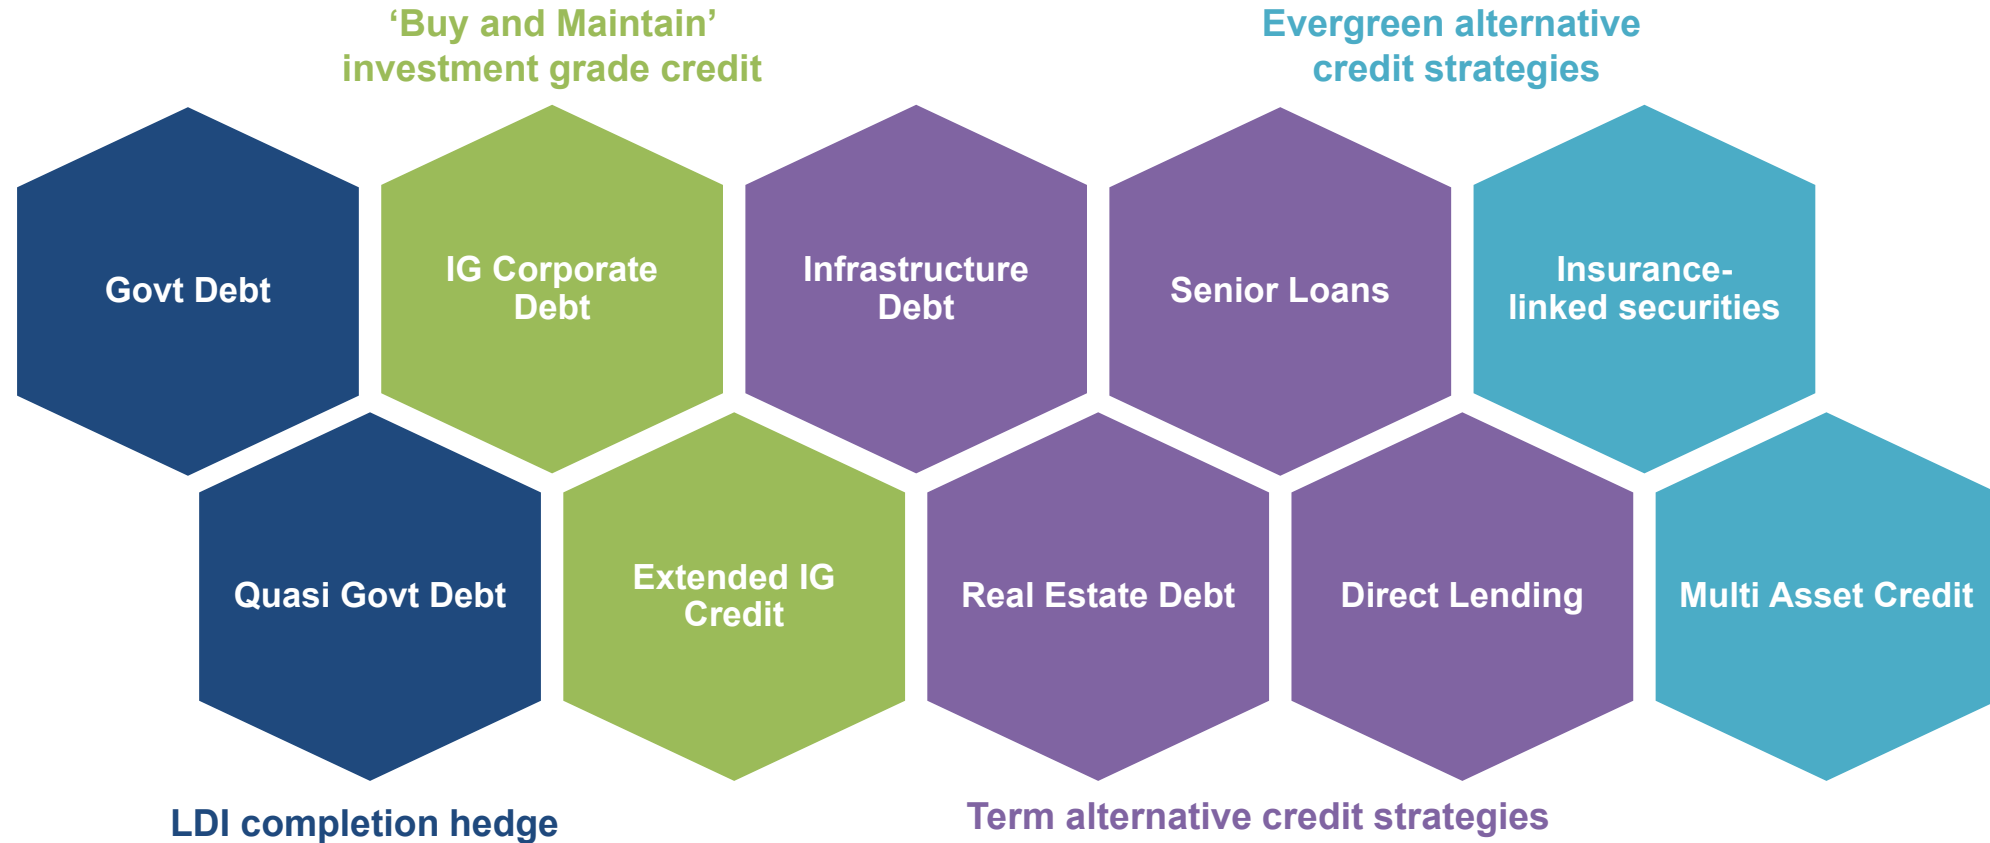 ‘Buy and Maintain’
investment grade credit
Evergreen alternative
credit strategies
Govt Debt
IG Corporate
Debt
Infrastructure
Debt
Senior Loans
Insurance-
linked securities
Quasi Govt Debt
Extended IG
Credit
Real Estate Debt
Direct Lending
Multi Asset Credit
LDI completion hedge
Term alternative credit strategies